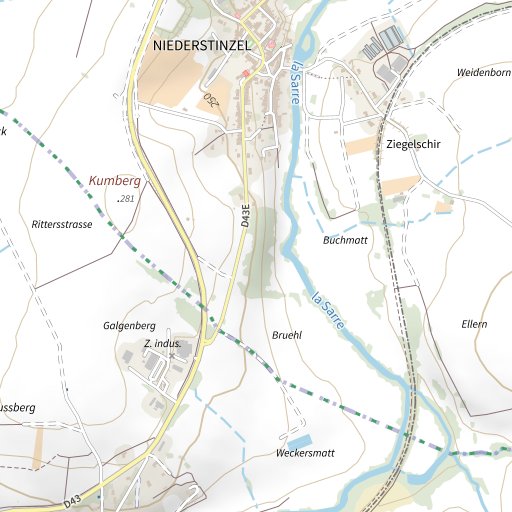 NIEDERSTINZEL
la Sarre
Weidenborn
250
Ziegelschir
Kumberg
281
Rittersstrasse
D43E
Buchmatt
la Sarre
Galgenberg
Z. indus.
Bruehl
Ellern
ussberg
Weckersmatt
D43